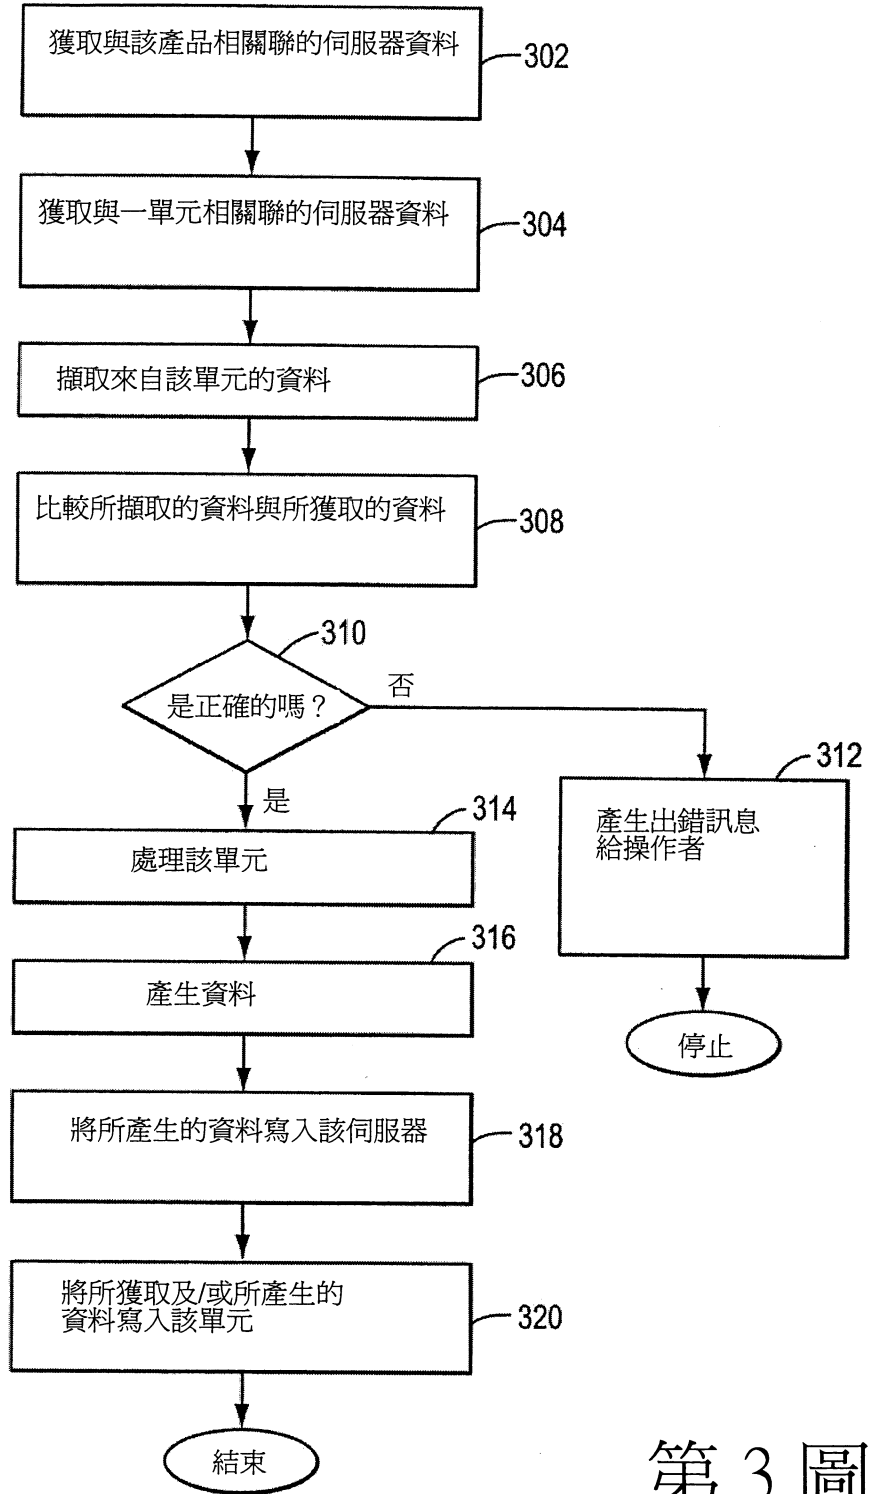 獲取與該產品相關聯的伺服器資料
302
獲取與一單元相關聯的伺服器資料
304
擷取來自該單元的資料
306
比較所擷取的資料與所獲取的資料
308
310
是正確的嗎？
否
是
312
產生出錯訊息
給操作者
停止
314
處理該單元
316
產生資料
將所產生的資料寫入該伺服器
318
將所獲取及/或所產生的
資料寫入該單元
320
結束
第 3 圖